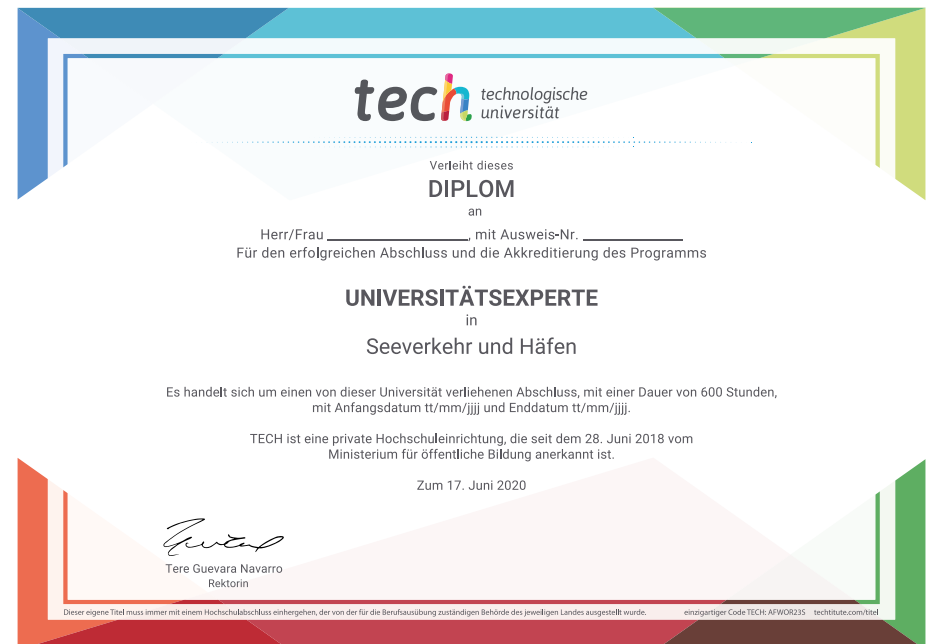 tech technologische
universität
Verleiht dieses
DIPLOM
an
Herr/Frau ____________________, mit Ausweis-Nr. ______________
Für den erfolgreichen Abschluss und die Akkreditierung des Programms
UNIVERSITÄTSEXPERTE
in
Seeverkehr und Häfen
Es handelt sich um einen von dieser Universität verliehenen Abschluss, mit einer Dauer von 600 Stunden,
mit Anfangsdatum tt/mm/jjjj und Enddatum tt/mm/jjjj.
TECH ist eine private Hochschuleinrichtung, die seit dem 28. Juni 2018 vom
Ministerium für öffentliche Bildung anerkannt ist.
Zum 17. Juni 2020
Tere Guevara Navarro
Rektorin
Dieser eigene Titel muss immer mit einem Hochschulabschluss einhergehen, der von der für die Berufsausübung zuständigen Behörde des jeweiligen Landes ausgestellt wurde. einzigartiger Code TECH: AFWOR23S techtitute.com/titel